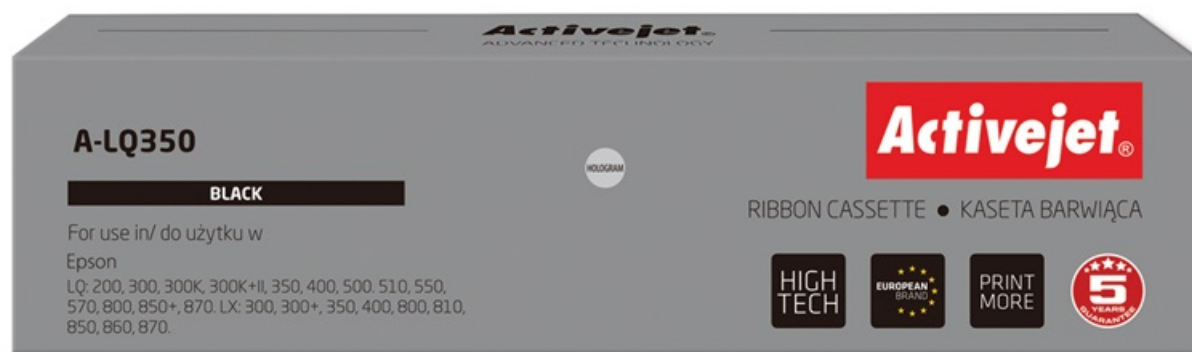 Activejet®
ADVANCED TECHNOLOGY
A-LQ350
BLACK
For use in/ do użytku w
Epson
LQ: 200, 300, 300K, 300K+II, 350, 400, 500. 510, 550,
570, 800, 850+, 870. LX: 300, 300+, 350, 400, 800, 810,
850, 860, 870.
HOLOGRAM
Activejet®
RIBBON CASSETTE ● KASETA BARWIĄCA
HIGH
TECH
EUROPEAN
BRAND
PRINT
MORE
5
YEARS
GUARANTEE